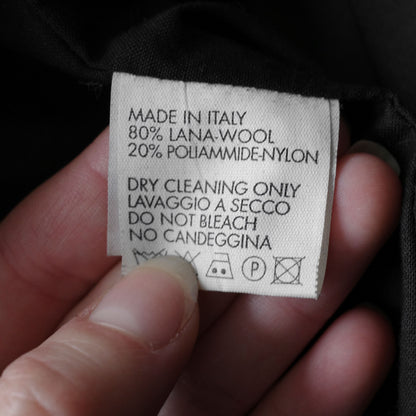 MADE IN ITALY
80% LANA-WOOL
20% POLIAMMIDE-NYLON
DRY CLEANING ONLY
LAVAGGIO A SECCO
DO NOT BLEACH
NO CANDEGGINA
P